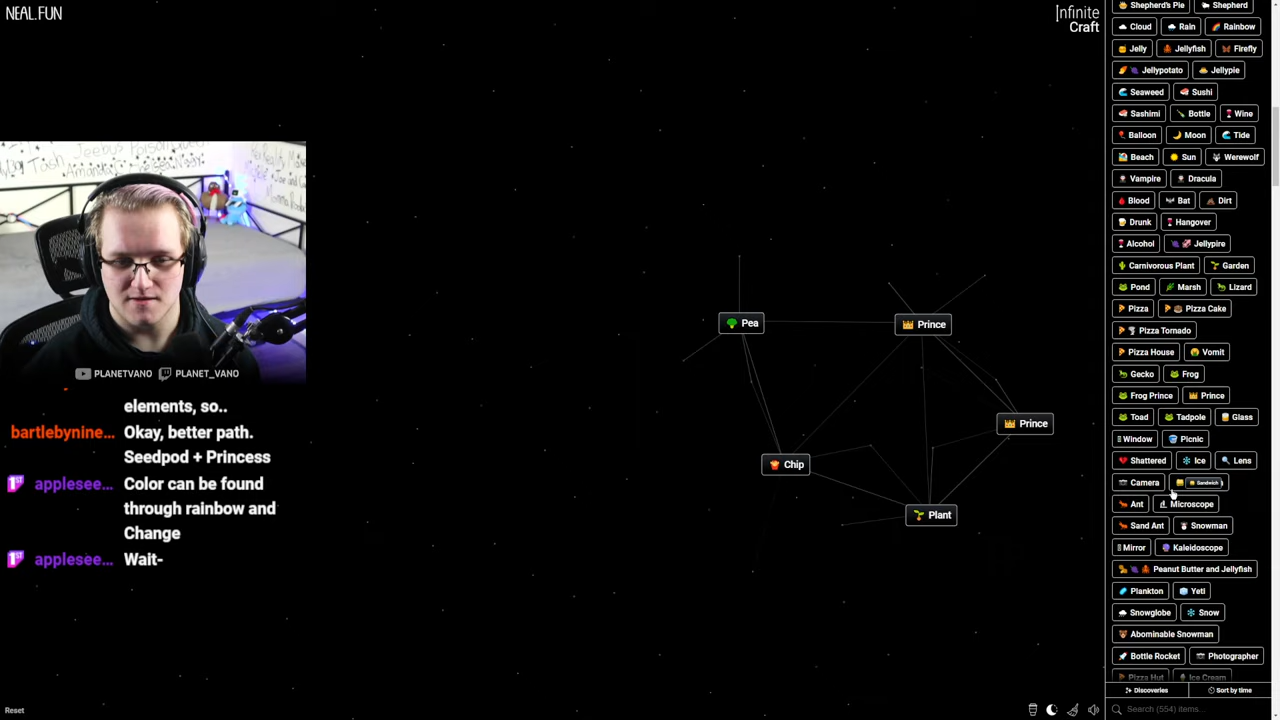 NEAL.FUN
Infinite
Craft
PLANETVANO PLANET_VANO
elements, so..
bartlebynine… Okay, better path.
Seedpod + Princess
applesee… Color can be found
through rainbow and
Change
applesee… Wait-
Pea
Prince
Prince
Chip
Plant
Shepherd's Pie Shepherd
Cloud Rain Rainbow
Jelly Jellyfish Firefly
Jellypotato Jellypie
Seaweed Sushi
Sashimi Bottle Wine
Balloon Moon Tide
Beach Sun Werewolf
Vampire Dracula
Blood Bat Dirt
Drunk Hangover
Alcohol Jellypire
Carnivorous Plant Garden
Pond Marsh Lizard
Pizza Pizza Cake
Pizza Tornado
Pizza House Vomit
Gecko Frog
Frog Prince Prince
Toad Tadpole Glass
Window Picnic
Shattered Ice Lens
Camera Sandwich
Ant Microscope
Sand Ant Snowman
Mirror Kaleidoscope
Peanut Butter and Jellyfish
Plankton Yeti
Snowglobe Snow
Abominable Snowman
Bottle Rocket Photographer
Pizza Hut Ice Cream
Discoveries Sort by time
Search (554) items...
Reset